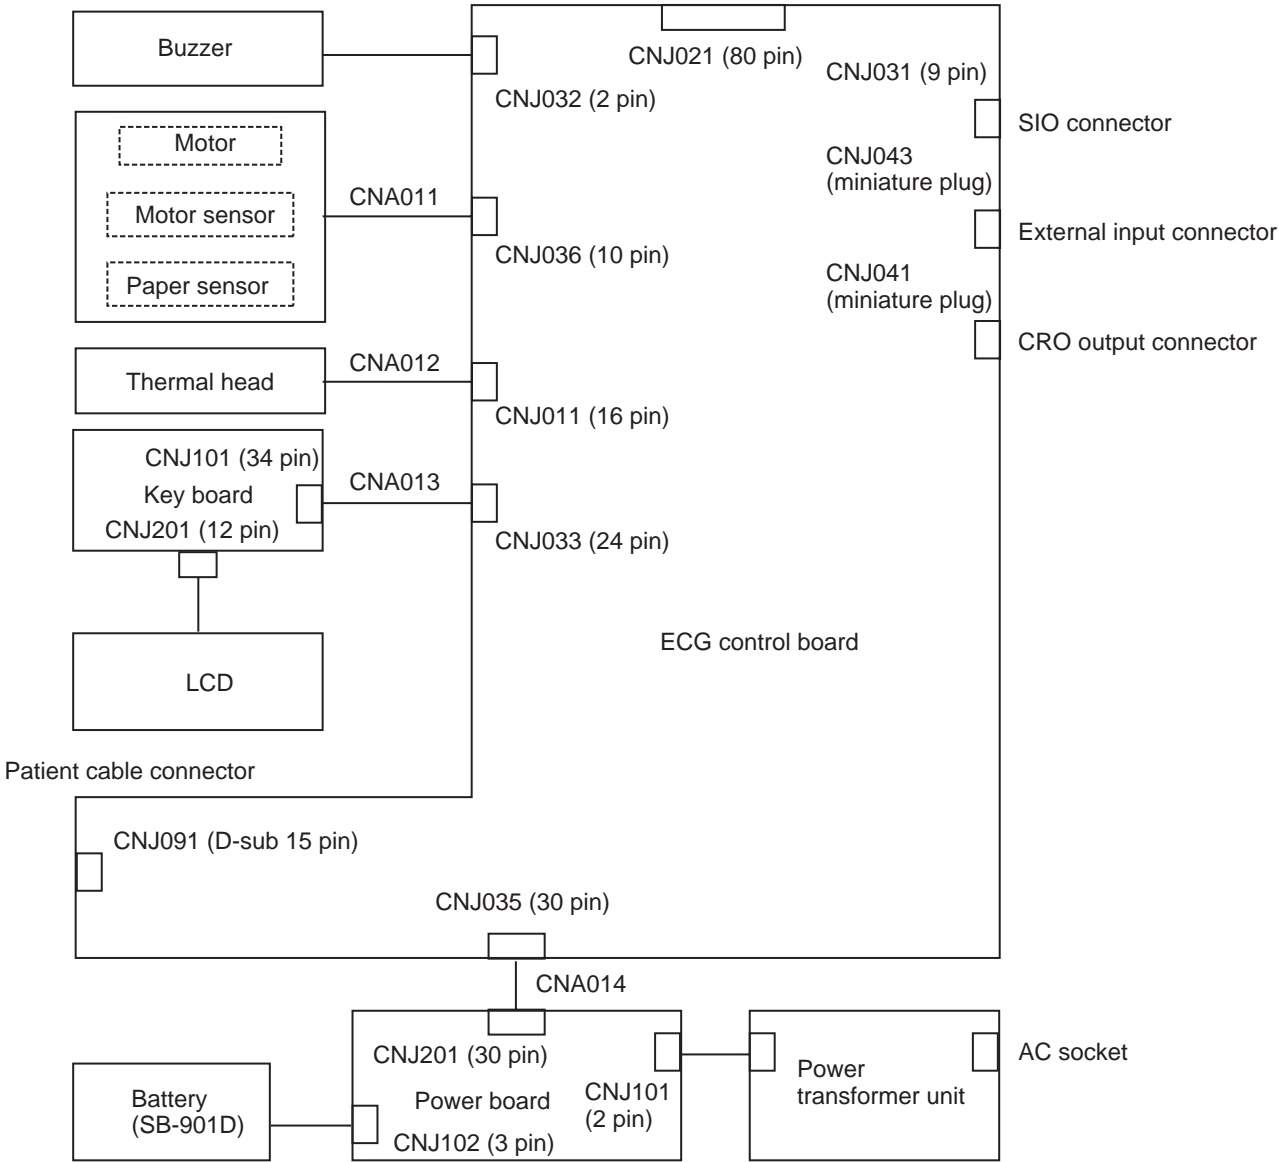 Buzzer
CNJ021 (80 pin)
CNJ031 (9 pin)
CNJ032 (2 pin)
SIO connector
Motor
CNJ043
(miniature plug)
CNA011
Motor sensor
External input connector
CNJ036 (10 pin)
CNJ041
(miniature plug)
Paper sensor
CRO output connector
CNA012
Thermal head
CNJ011 (16 pin)
CNJ101 (34 pin)
CNA013
Key board
CNJ201 (12 pin)
CNJ033 (24 pin)
ECG control board
LCD
Patient cable connector
CNJ091 (D-sub 15 pin)
CNJ035 (30 pin)
CNA014
CNJ201 (30 pin)
AC socket
Power
transformer unit
CNJ101
(2 pin)
Battery
(SB-901D)
Power board
CNJ102 (3 pin)